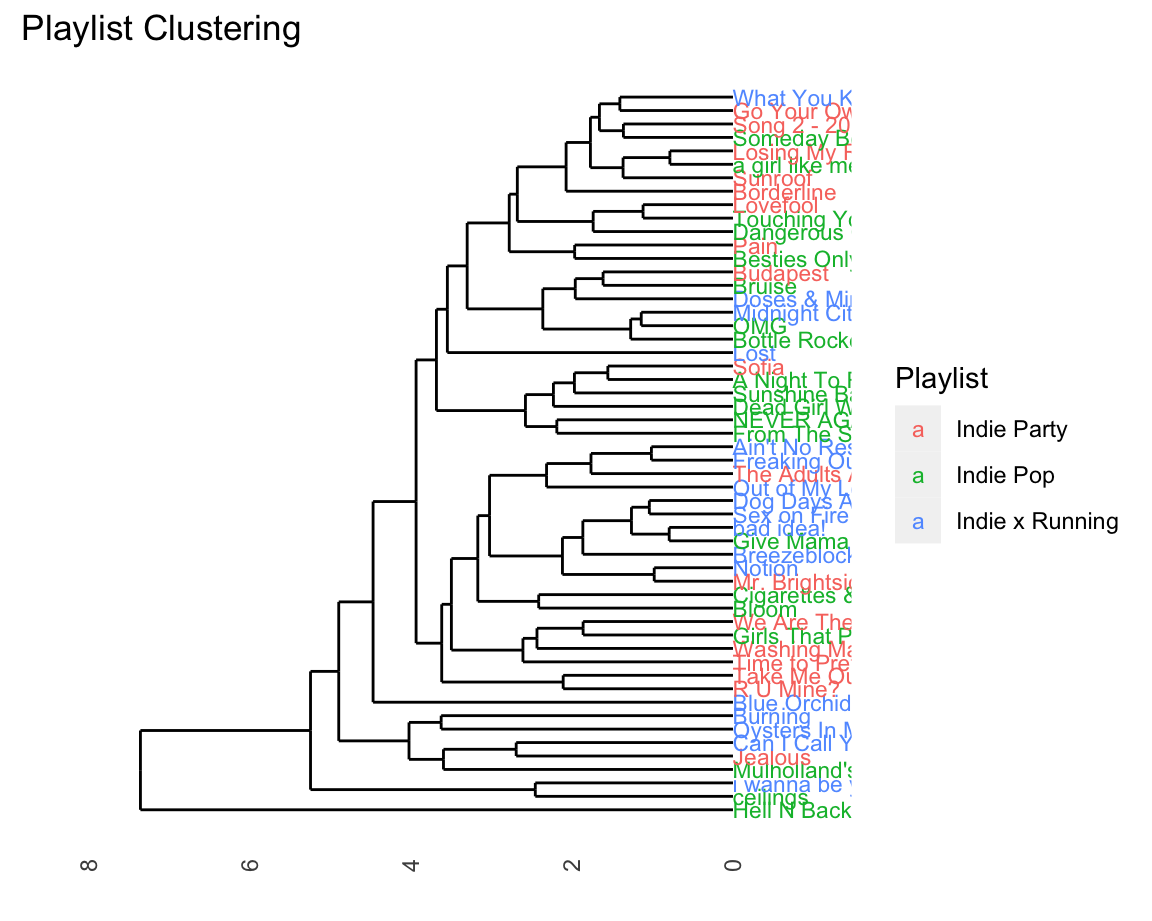 Playlist Clustering
What You K
Go Your Ow
Song 2 - 20
Someday B
Losing My R
a girl like me
Sunroof
Borderline
Lovefool
Touching Yo
Dangerous
Pain
Besties Only
Budapest
Bruise
Doses & Mi
Midnight Cit
OMG
Bottle Rocke
Lost
Sofia
A Night To R
Sunshine Ba
Dead Girl W
NEVER AGA
From The S
Ain't No Res
Freaking Ou
The Adults A
Out of My L
Dog Days A
Sex on Fire
bad idea!
Give Mama
Breezeblock
Notion
Mr. Brightsid
Cigarettes &
Bloom
We Are The
Girls That P
Washing Ma
Time to Pre
Take Me Ou
R U Mine?
Blue Orchid
Burning
Oysters In M
Can I Call Y
Jealous
Mulholland's
i wanna be y
ceilings
Hell N Back
8 6 4 2 0
Playlist
a Indie Party
a Indie Pop
a Indie x Running